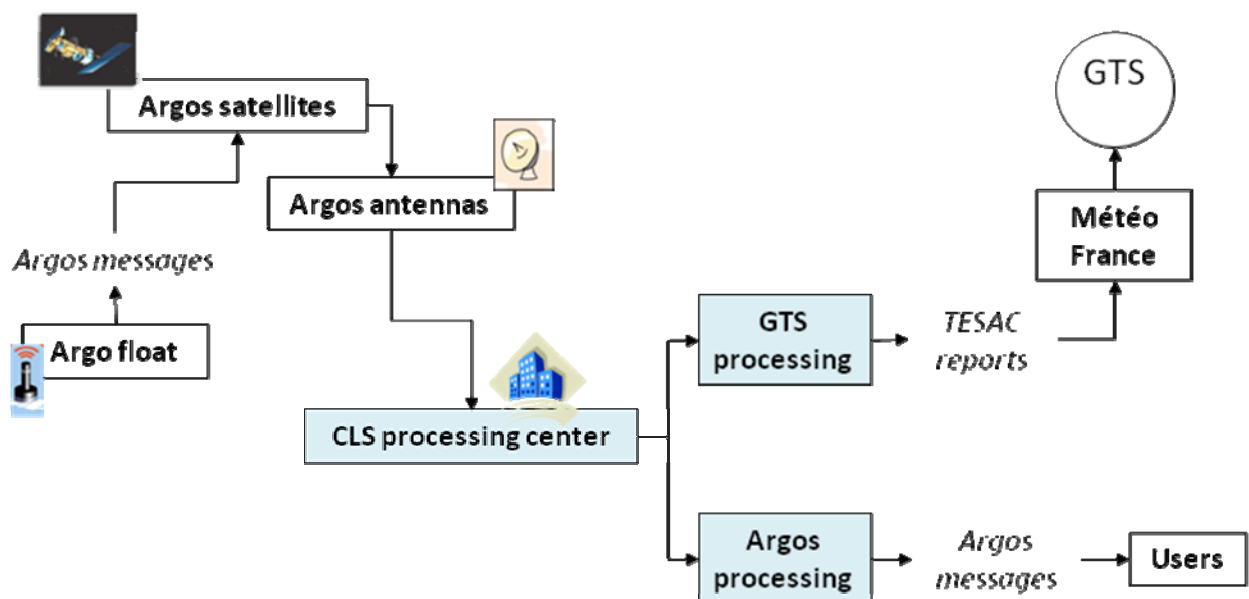 Argos satellites
Argos antennas
Argos messages
Argo float
CLS processing center
GTS
processing
TESAC
reports
Météo
France
GTS
Argos
processing
Argos
messages
Users